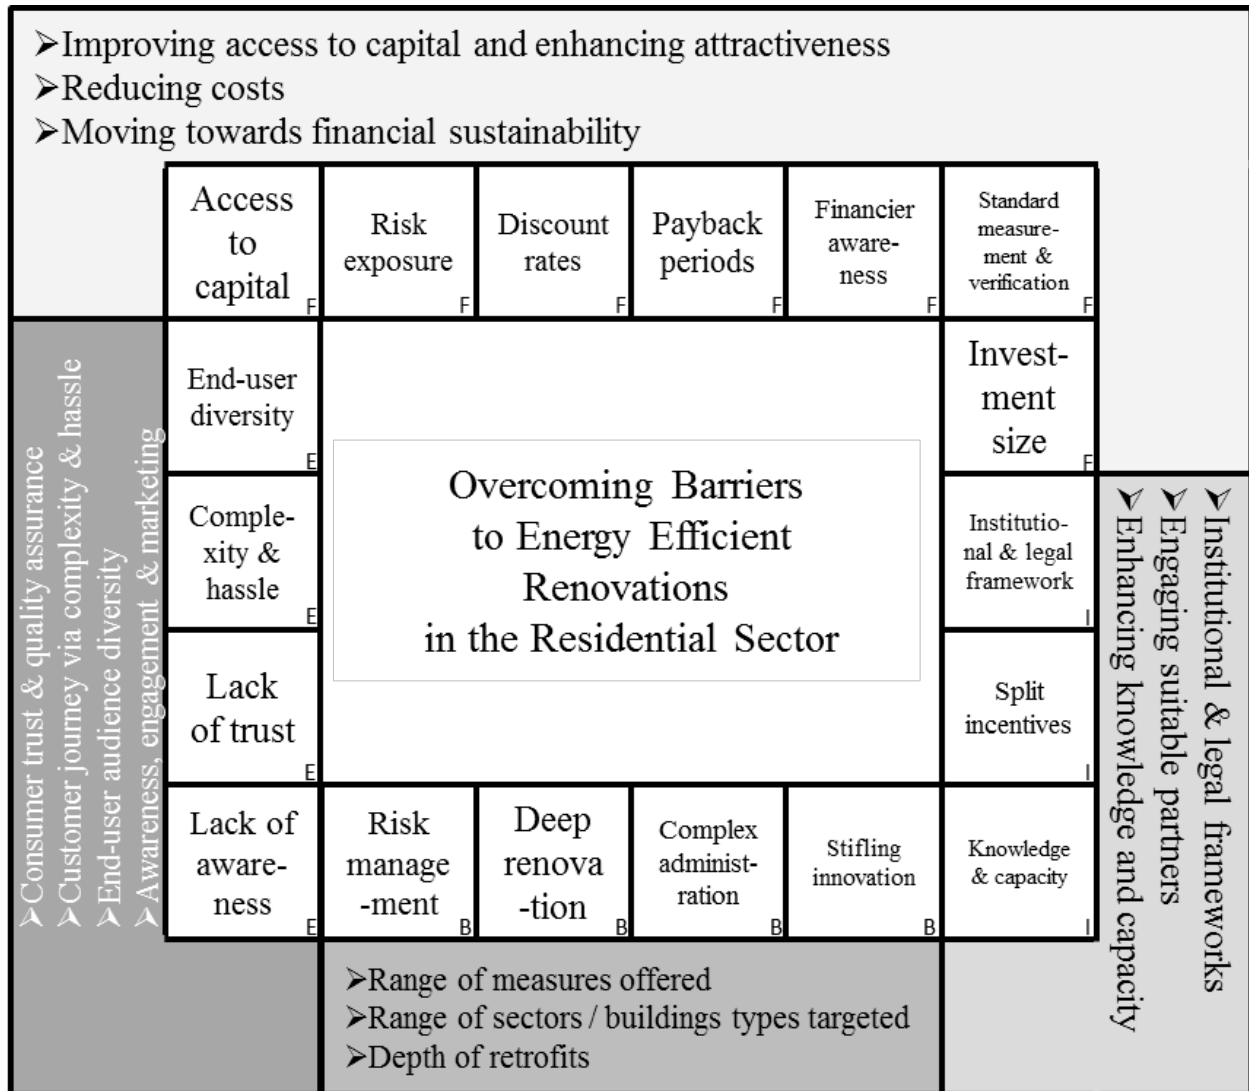 ➢Improving access to capital and enhancing attractiveness
➢Reducing costs
➢Moving towards financial sustainability
Access
to
capital
F
Risk
exposure
F
Discount
rates
F
Payback
periods
F
Financier
aware-
ness
F
Standard
measure-
ment &
verification
F
End-user
diversity
E
Invest-
ment
size
F
Comple-
xity &
hassle
E
Institutio-
nal & legal
framework
I
Lack
of trust
E
Split
incentives
I
Lack of
aware-
ness
E
Risk
manage
-ment
B
Deep
renova
-tion
B
Complex
administ-
ration
B
Stifling
innovation
B
Knowledge
& capacity
I
Overcoming Barriers
to Energy Efficient
Renovations
in the Residential Sector
➢Consumer trust & quality assurance
➢Customer journey via complexity & hassle
➢End-user audience diversity
➢Awareness, engagement & marketing
➢Institutional & legal frameworks
➢Engaging suitable partners
➢Enhancing knowledge and capacity
➢Range of measures offered
➢Range of sectors / buildings types targeted
➢Depth of retrofits